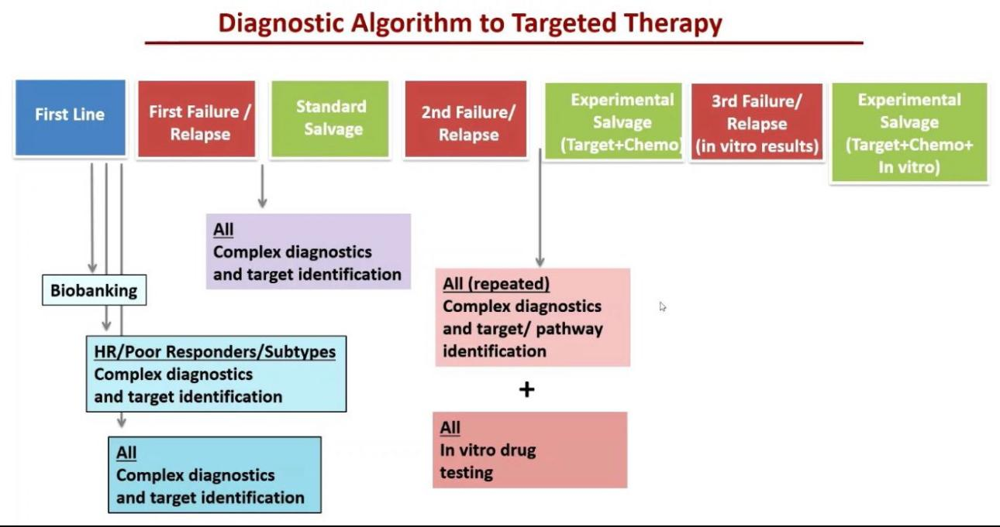 Diagnostic Algorithm to Targeted Therapy
First Line
First Failure /
Relapse
Standard
Salvage
2nd Failure/
Relapse
Experimental
Salvage
(Target+Chemo)
3rd Failure/
Relapse
(in vitro results)
Experimental
Salvage
(Target+Chemo+
In vitro)
All
Complex diagnostics
and target identification
Biobanking
All (repeated)
Complex diagnostics
and target/ pathway
identification
HR/Poor Responders/Subtypes
Complex diagnostics
and target identification
+
All
In vitro drug
testing
All
Complex diagnostics
and target identification